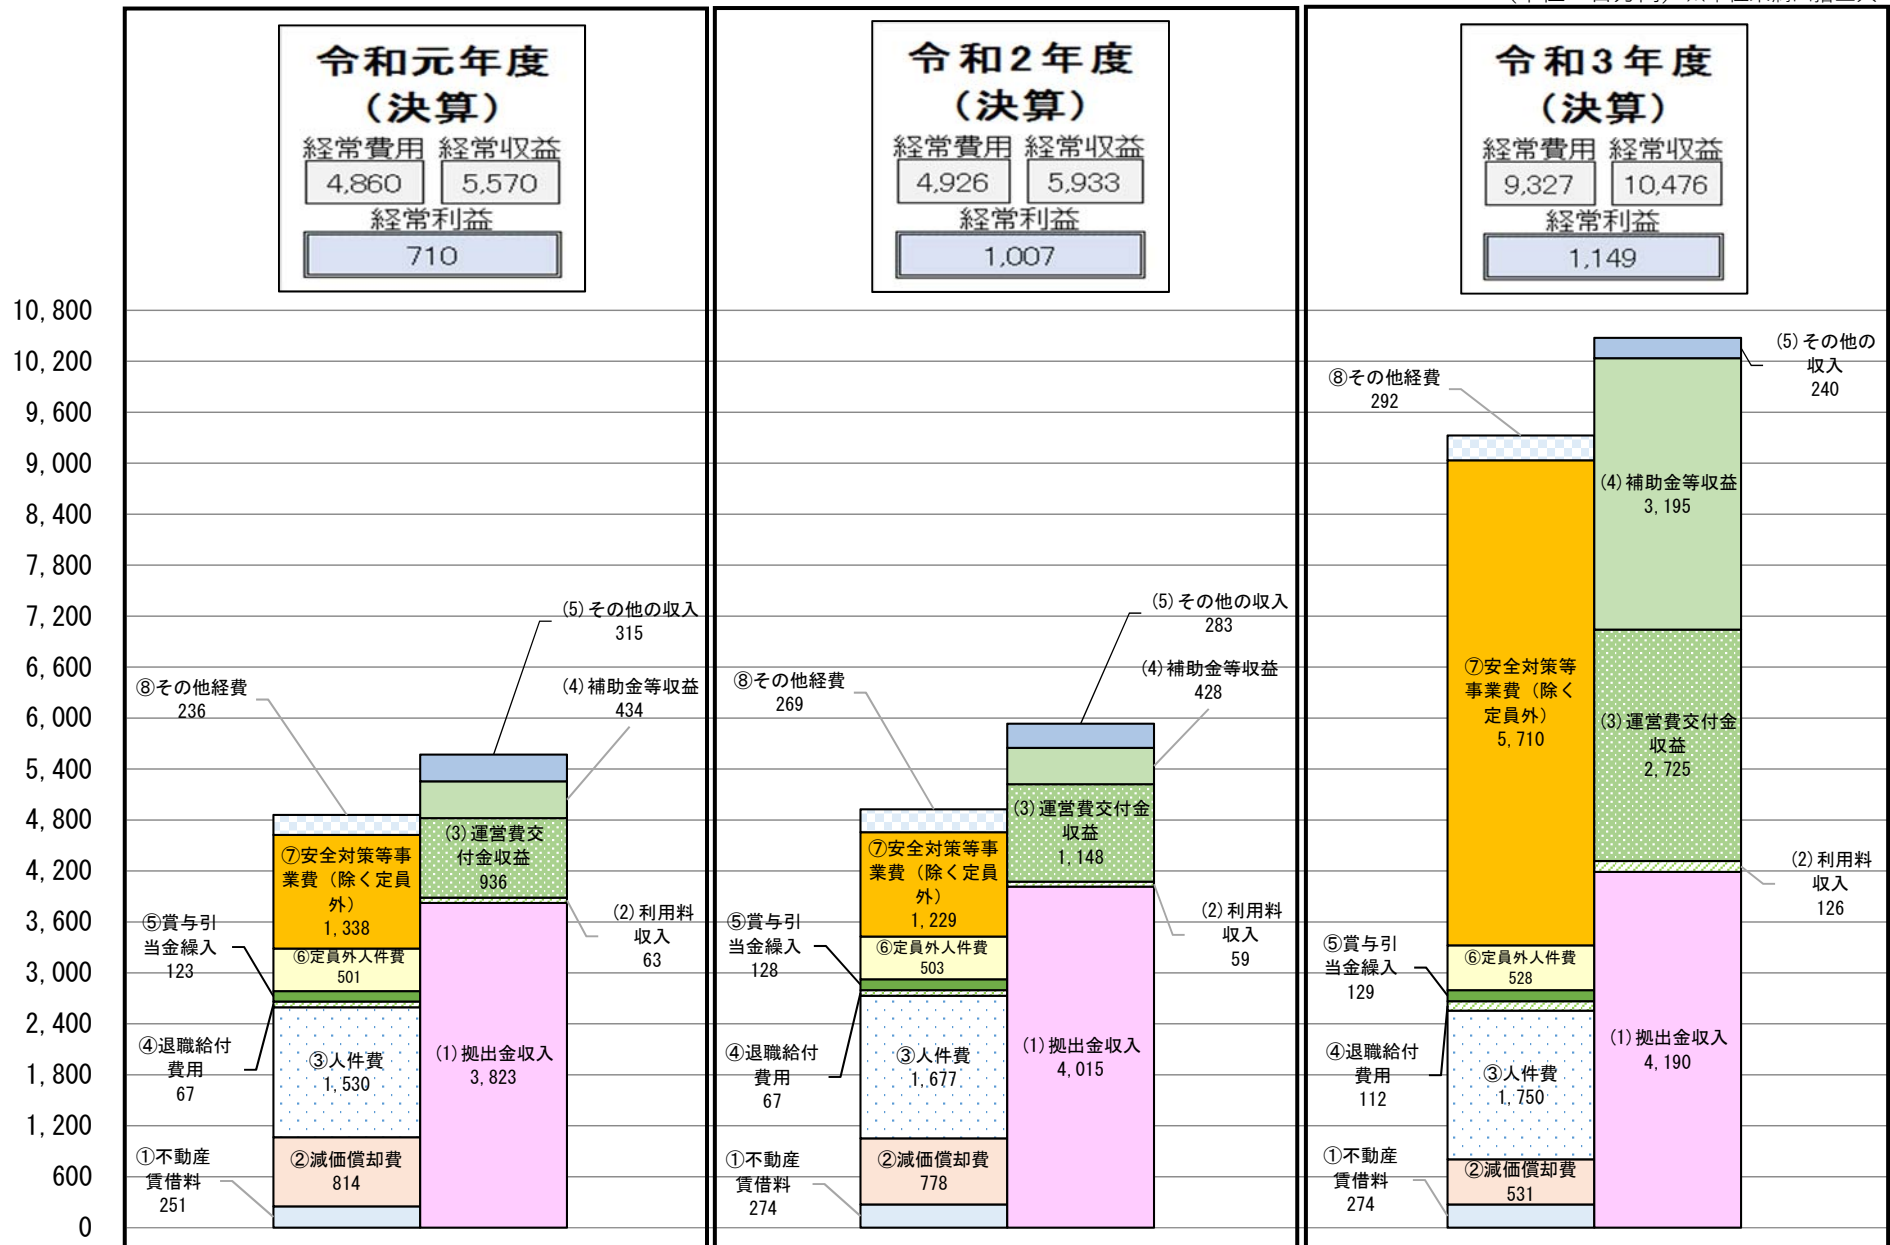 令和元年度
（決算）
経常費用 経常収益
4,860 5,570
経常利益
710
令和2年度
（決算）
経常費用 経常収益
4,926 5,933
経常利益
1,007
令和3年度
（決算）
経常費用 経常収益
9,327 10,476
経常利益
1,149
10,800
10,200
9,600
9,000
8,400
7,800
7,200
6,600
6,000
5,400
4,800
4,200
3,600
3,000
2,400
1,800
1,200
600
0
⑧その他経費
236
⑦安全対策等事
業費（除く定員
外）
1,338
⑥定員外人件費
501
⑤賞与引
当金繰入
123
④退職給付
費用
67
③人件費
1,530
②減価償却費
814
①不動産
賃借料
251
(5)その他の収入
315
(4)補助金等収益
434
(3)運営費交
付金収益
936
(2)利用料
収入
63
(1)拠出金収入
3,823
⑧その他経費
269
⑦安全対策等事
業費（除く定員
外）
1,229
⑥定員外人件費
503
⑤賞与引
当金繰入
128
④退職給付
費用
67
③人件費
1,677
②減価償却費
778
①不動産
賃借料
274
(5)その他の収入
283
(4)補助金等収益
428
(3)運営費交付金
収益
1,148
(2)利用料
収入
59
(1)拠出金収入
4,015
⑧その他経費
292
⑦安全対策等
事業費（除く
定員外）
5,710
⑥定員外人件費
528
⑤賞与引
当金繰入
129
④退職給付
費用
112
③人件費
1,750
②減価償却費
531
①不動産
賃借料
274
(5)その他の
収入
240
(4)補助金等収益
3,195
(3)運営費交付金
収益
2,725
(2)利用料
収入
126
(1)拠出金収入
4,190